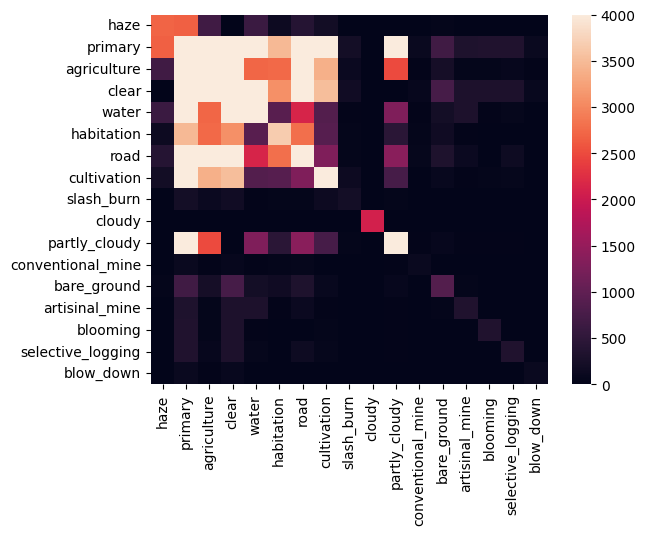 haze
primary
agriculture
clear
water
habitation
road
cultivation
slash_burn
cloudy
partly_cloudy
conventional_mine
bare_ground
artisinal_mine
blooming
selective_logging
blow_down
haze
primary
agriculture
clear
water
habitation
road
cultivation
slash_burn
cloudy
partly_cloudy
conventional_mine
bare_ground
artisinal_mine
blooming
selective_logging
blow_down
4000
3500
3000
2500
2000
1500
1000
500
0